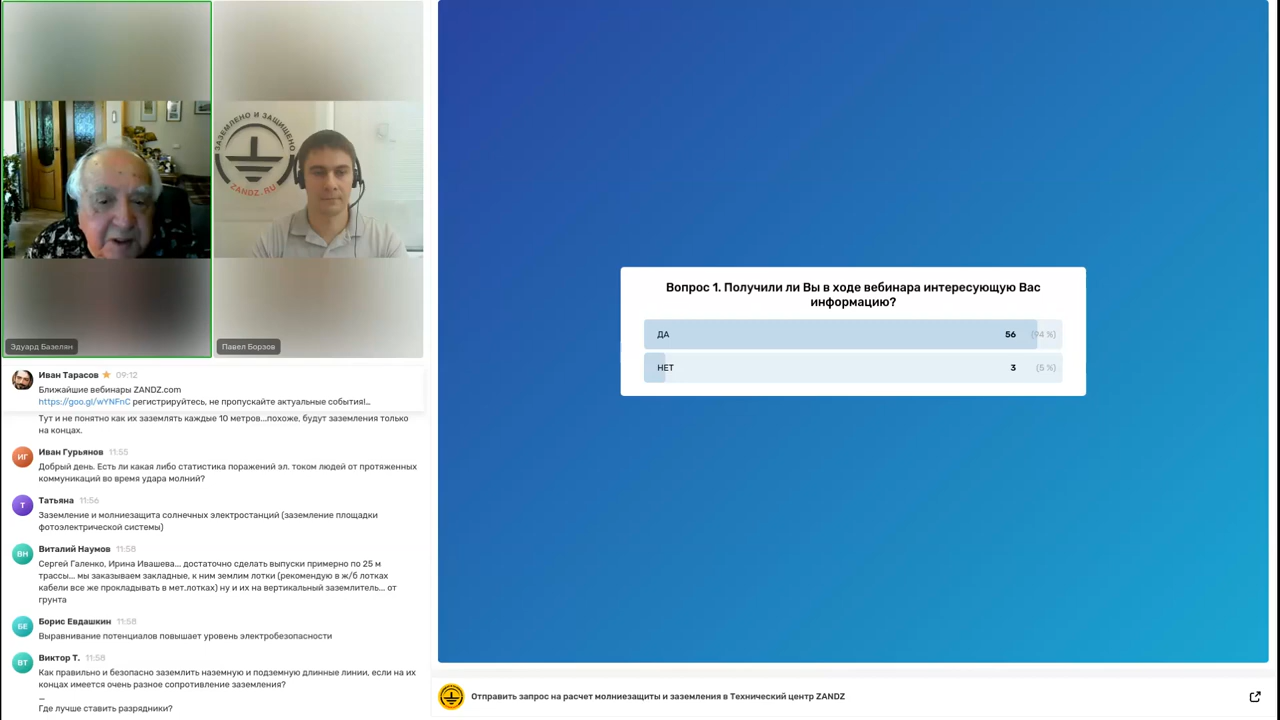 ЗАЗЕМЛЕНО И ЗАЩИЩЕНО
ZANDZ.RU
Эдуард Базелян
Павел Борзов
Иван Тарасов 09:12
Ближайшие вебинары ZANDZ.com
https://goo.gl/wYNFnC регистрируйтесь, не пропускайте актуальные события!...
Тут и не понятно как их заземлять каждые 10 метров...похоже, будут заземления только
на концах.
ИГ
Иван Гурьянов 11:55
Добрый день. Есть ли какая либо статистика поражений эл. током людей от протяженных
коммуникаций во время удара молний?
Т
Татьяна 11:56
Заземление и молниезащита солнечных электростанций (заземление площадки
фотоэлектрической системы)
ВН
Виталий Наумов 11:58
Сергей Галенко, Ирина Ивашева... достаточно сделать выпуски примерно по 25 м
трассы... мы заказываем закладные, к ним землим лотки (рекомендую в ж/б лотках
кабели все же прокладывать в мет.лотках) ну и их на вертикальный заземлитель... от
грунта
БЕ
Борис Евдашкин 11:58
Выравнивание потенциалов повышает уровень электробезопасности
ВТ
Виктор Т. 11:58
Как правильно и безопасно заземлить наземную и подземную длинные линии, если на их
концах имеется очень разное сопротивление заземления?
—
Где лучше ставить разрядники?
Вопрос 1. Получили ли Вы в ходе вебинара интересующую Вас
информацию?
ДА 56 (94 %)
НЕТ 3 (5 %)
Отправить запрос на расчет молниезащиты и заземления в Технический центр ZANDZ